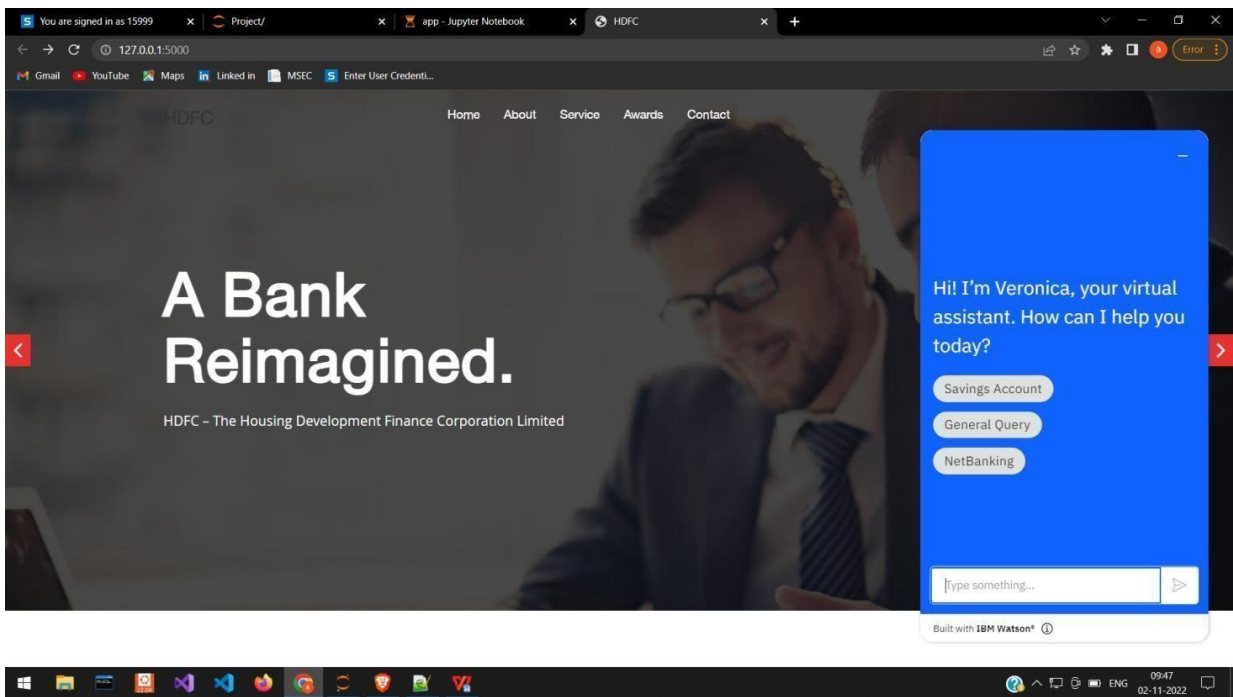 You are signed in as 15999
Project/
app - Jupyter Notebook
HDFC
127.0.0.1:5000
a
Error
Gmail
YouTube
Maps
Linked in
MSEC
Enter User Credenti...
HDFC
Home About Service Awards Contact
A Bank
Reimagined.
HDFC – The Housing Development Finance Corporation Limited
Hi! I'm Veronica, your virtual
assistant. How can I help you
today?
Savings Account
General Query
NetBanking
Type something...
Built with IBM Watson®
ENG
09:47
02-11-2022